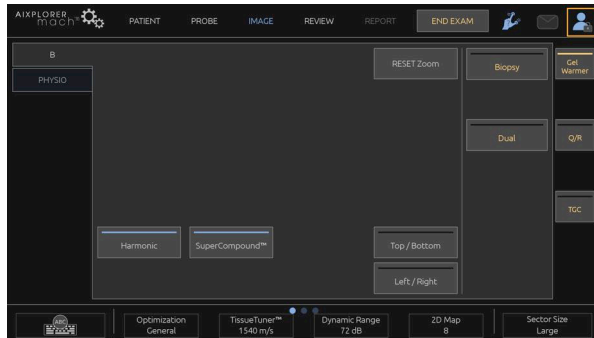 AIXPLORER
mach®
PATIENT
PROBE
IMAGE
REVIEW
REPORT
END EXAM
B
PHYSIO
RESET Zoom
Biopsy
Gel
Warmer
Dual
Q/R
TGC
Harmonic
SuperCompound™
Top / Bottom
Left / Right
ABC
Optimization
General
TissueTuner™
1540 m/s
Dynamic Range
72 dB
2D Map
8
Sector Size
Large